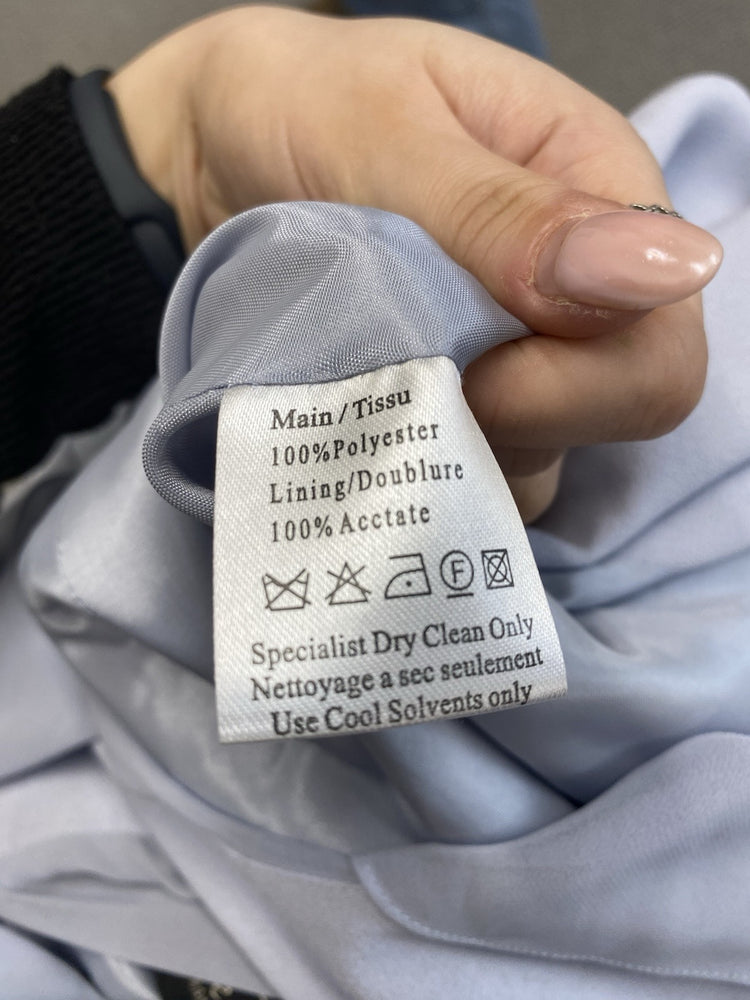 Main / Tissu
100%Polyester
Lining/Doublure
100% Acctate
F
Specialist Dry Clean Only
Nettoyage a sec seulement
Use Cool Solvents only